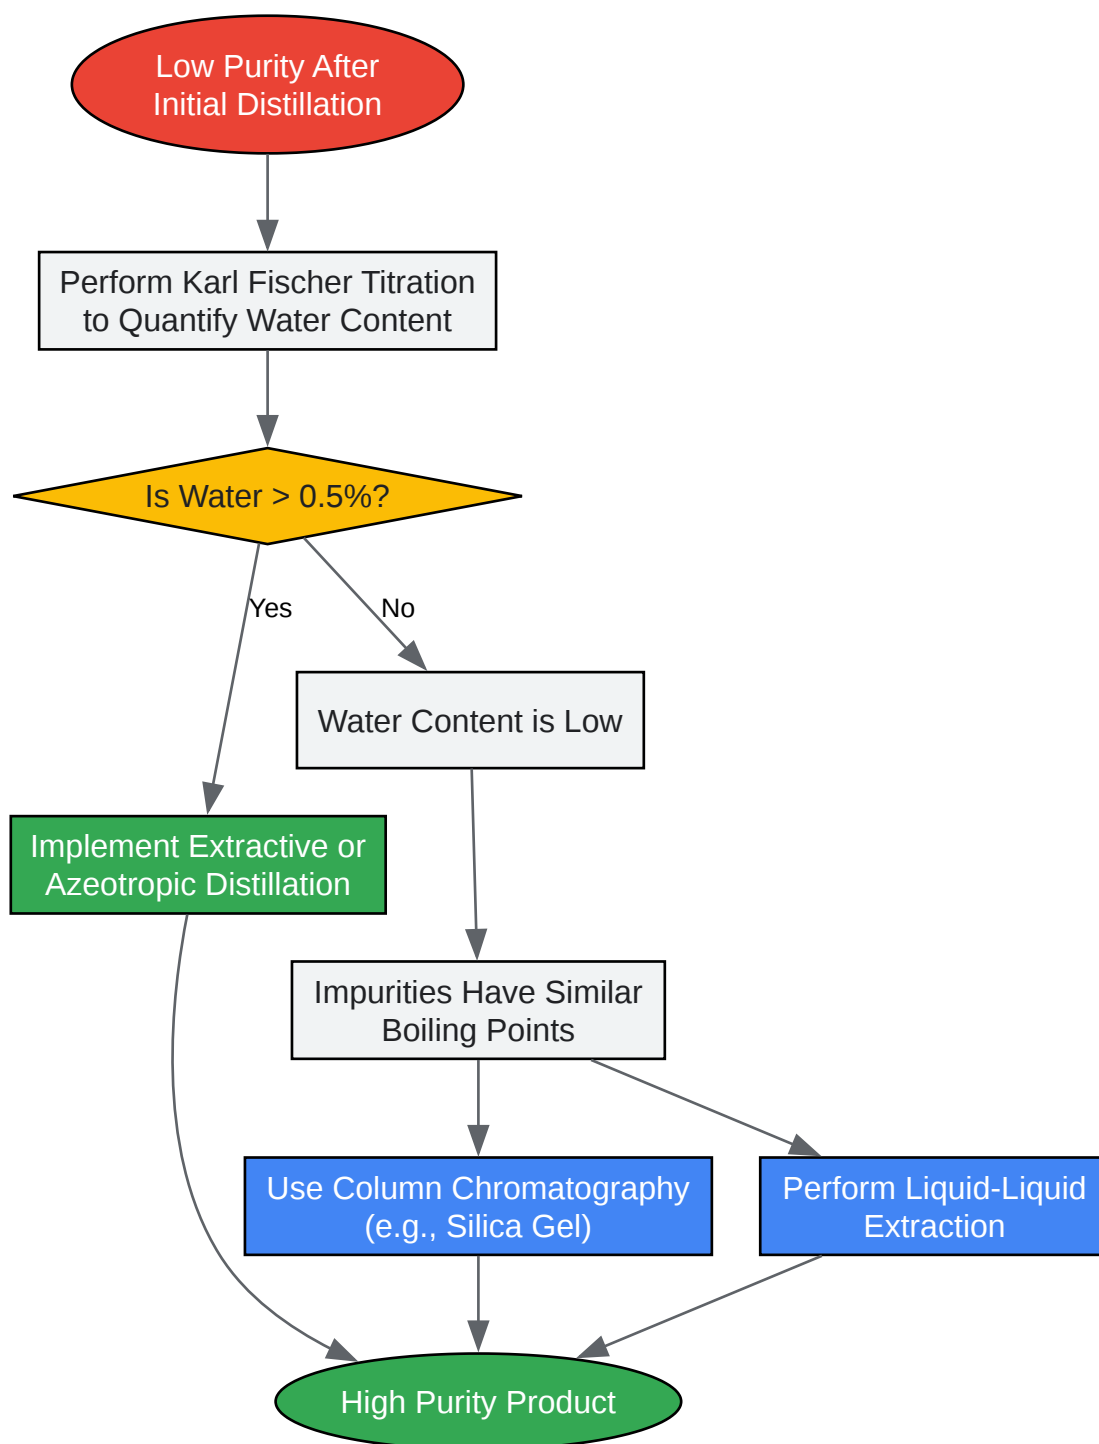 Low Purity After
Initial Distillation
Perform Karl Fischer Titration
to Quantify Water Content
Is Water > 0.5%?
Yes
No
Water Content is Low
Implement Extractive or
Azeotropic Distillation
Impurities Have Similar
Boiling Points
Use Column Chromatography
(e.g., Silica Gel)
Perform Liquid-Liquid
Extraction
High Purity Product